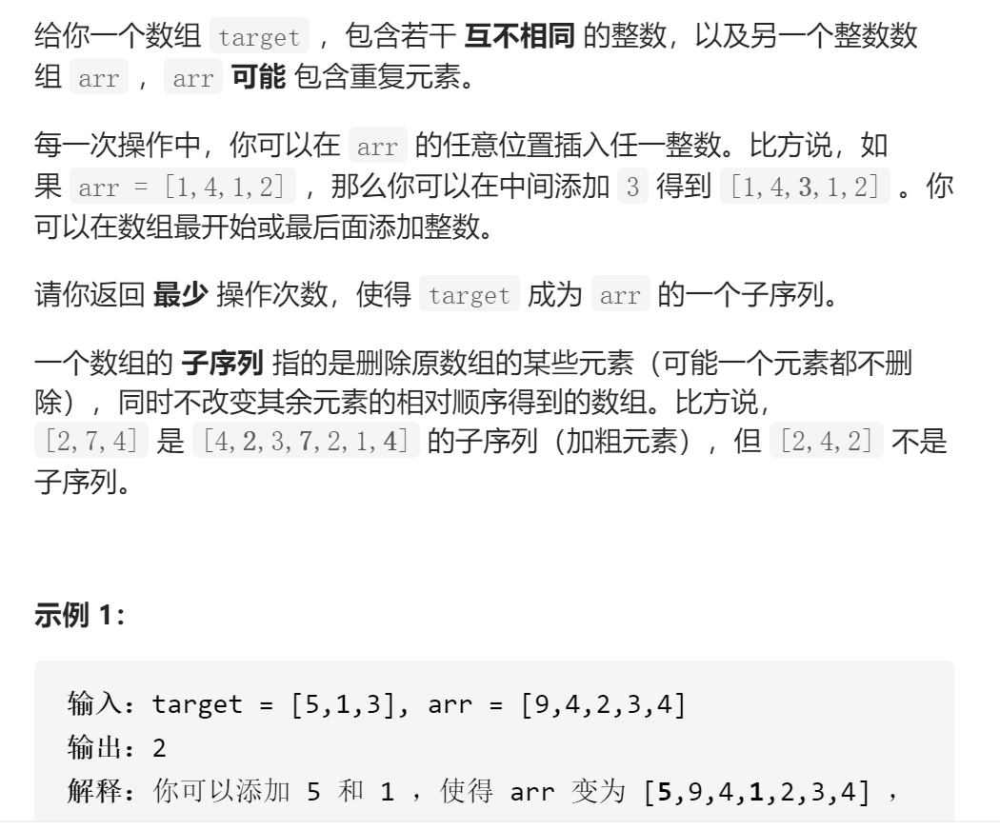 给你一个数组 target ，包含若干 互不相同 的整数，以及另一个整数数
组 arr ， arr 可能 包含重复元素。
每一次操作中，你可以在 arr 的任意位置插入任一整数。比方说，如
果 arr = [1,4,1,2] ，那么你可以在中间添加 3 得到 [1,4,3,1,2] 。你
可以在数组最开始或最后面添加整数。
请你返回 最少 操作次数，使得 target 成为 arr 的一个子序列。
一个数组的 子序列 指的是删除原数组的某些元素（可能一个元素都不删
除），同时不改变其余元素的相对顺序得到的数组。比方说，
[2,7,4] 是 [4,2,3,7,2,1,4] 的子序列（加粗元素），但 [2,4,2] 不是
子序列。
示例 1：
输入：target = [5,1,3], arr = [9,4,2,3,4]
输出：2
解释：你可以添加 5 和 1 ，使得 arr 变为 [5,9,4,1,2,3,4] ，